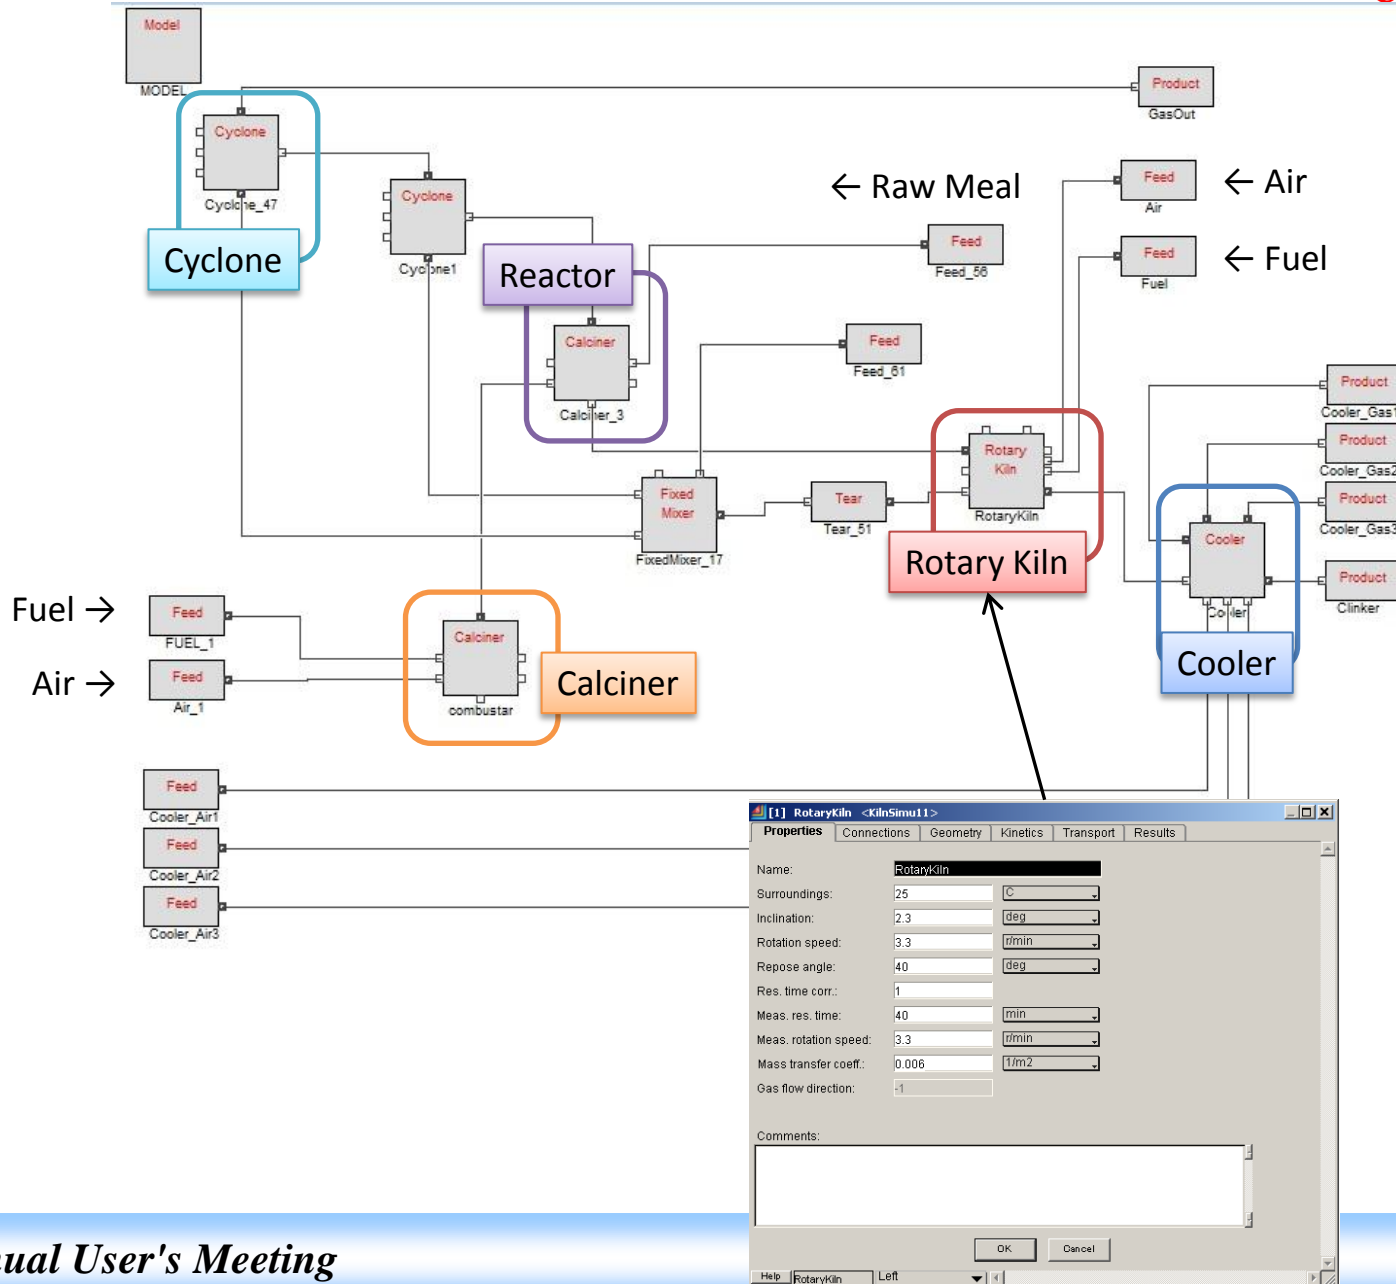 Model
MODEL
Product
GasOut
Cyclone
Cyclone_47
Cyclone
Cyclone
Cyclone1
← Raw Meal
Feed
Air
← Air
Feed
Feed_56
Feed
Fuel
← Fuel
Reactor
Calciner
Calciner_3
Feed
Feed_61
Product
Cooler_Gas1
Product
Cooler_Gas2
Product
Cooler_Gas3
Rotary
Kiln
RotaryKiln
Rotary Kiln
Fixed
Mixer
FixedMixer_17
Tear
Tear_51
Cooler
Cooler
Cooler
Product
Clinker
Fuel →
Feed
FUEL_1
Air →
Feed
Air_1
Calciner
combustar
Calciner
Feed
Cooler_Air1
Feed
Cooler_Air2
Feed
Cooler_Air3
[1] RotaryKiln <KilnSimu11>
Properties Connections Geometry Kinetics Transport Results
Name: RotaryKiln
Surroundings: 25 C
Inclination: 2.3 deg
Rotation speed: 3.3 r/min
Repose angle: 40 deg
Res. time corr.: 1
Meas. res. time: 40 min
Meas. rotation speed: 3.3 r/min
Mass transfer coeff.: 0.006 1/m2
Gas flow direction: -1
Comments:
OK Cancel
Help RotaryKiln Left
nual User's Meeting